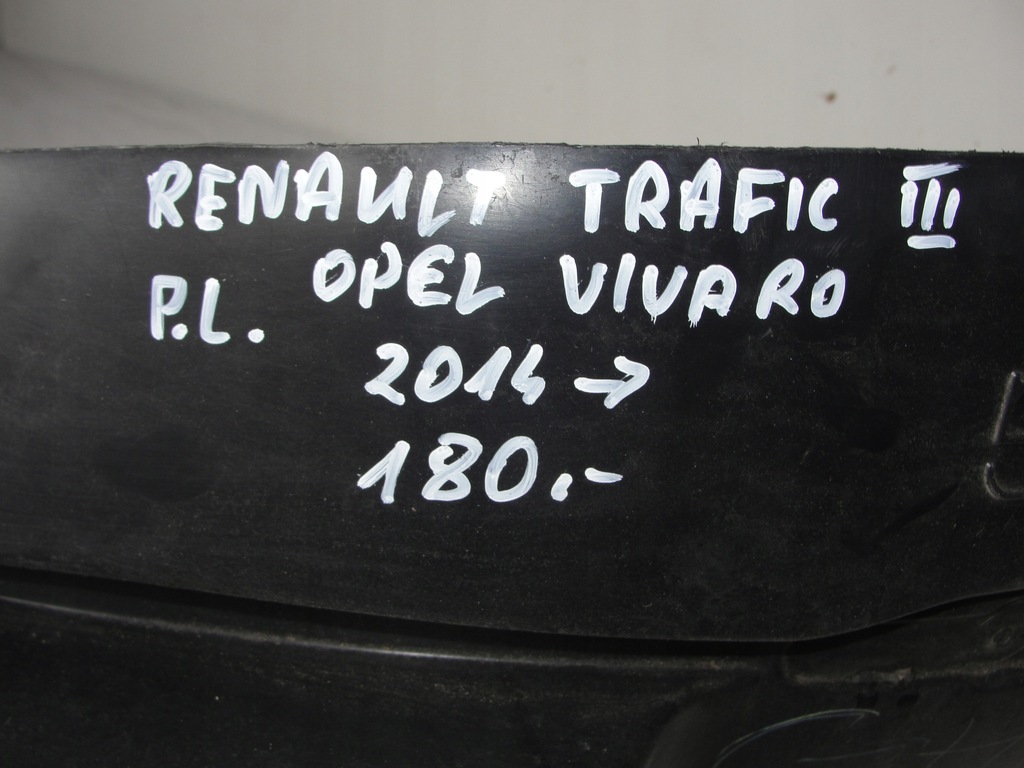 RENAULT TRAFIC III
OPEL VIVARO
P.L.
2014 →
180.-